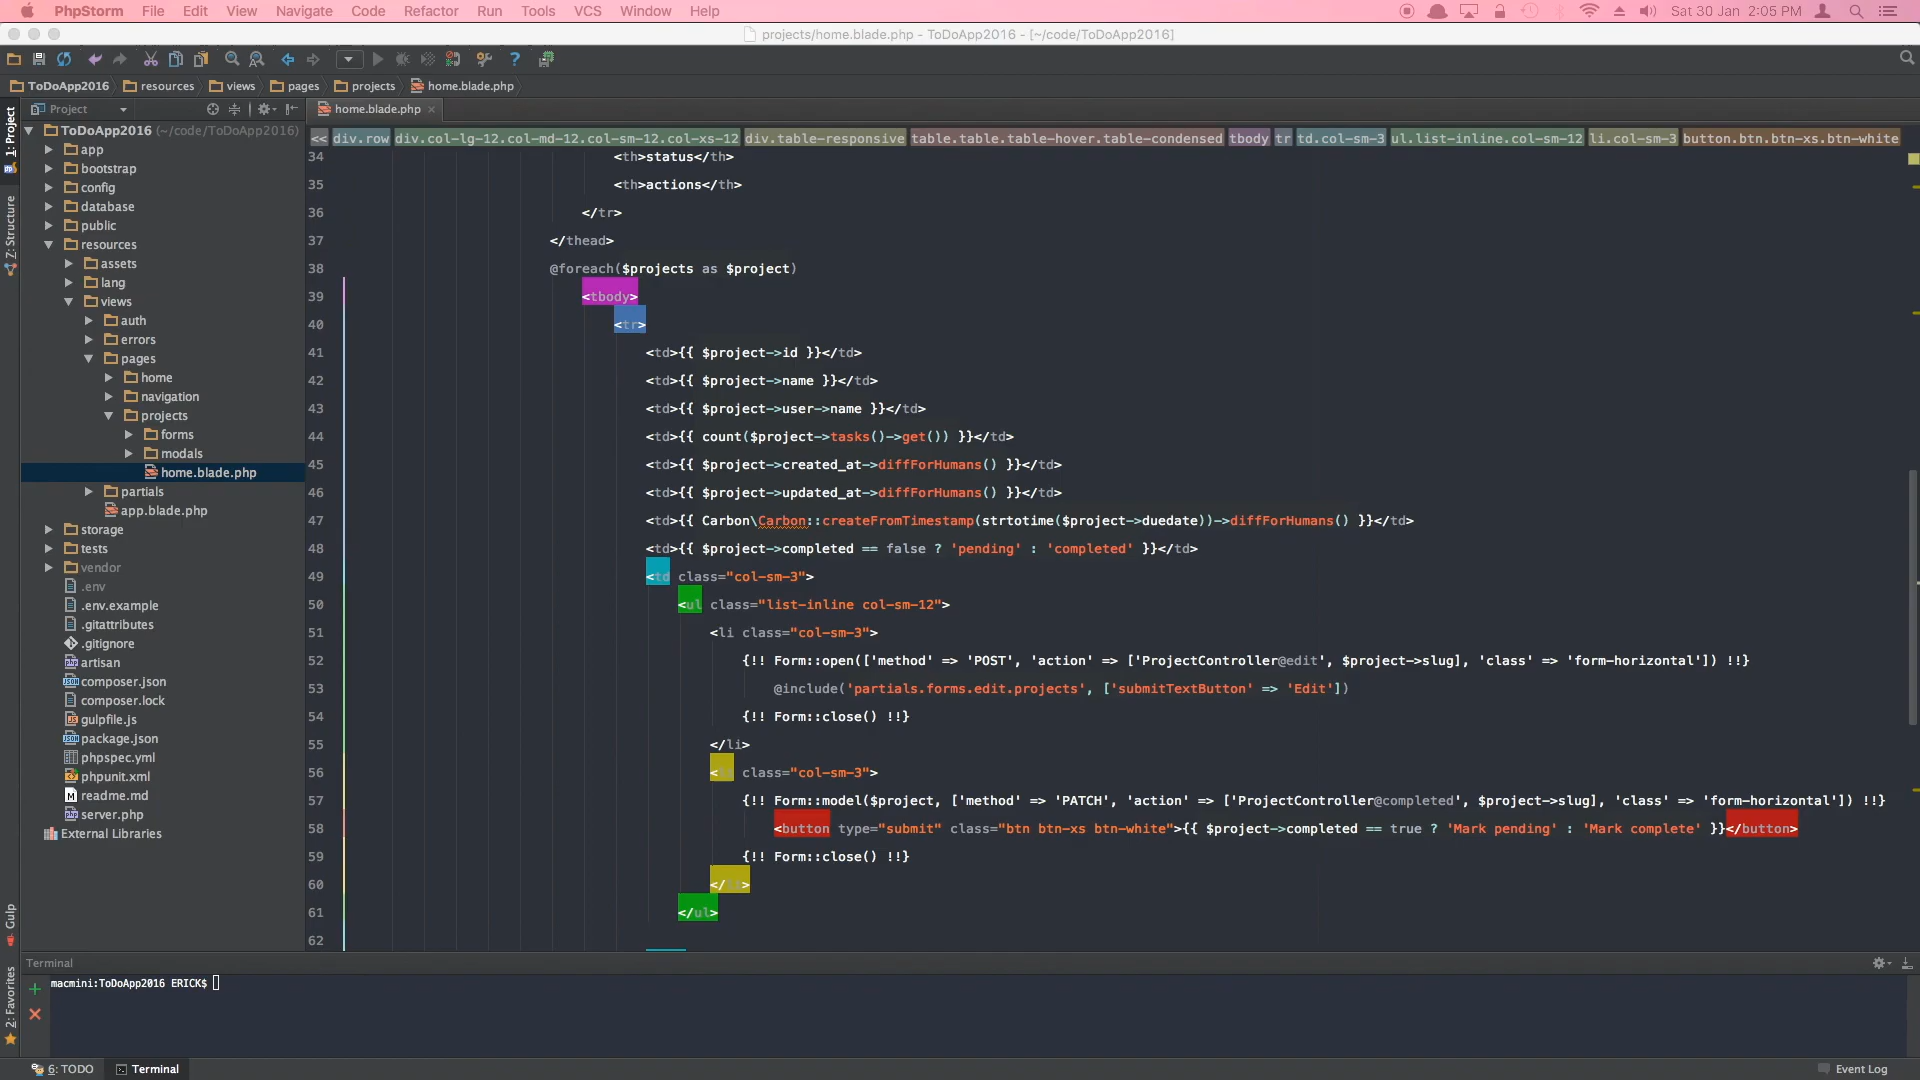 PhpStorm File Edit View Navigate Code Refactor Run Tools VCS Window Help Sat 30 Jan 2:05 PM
projects/home.blade.php - ToDoApp2016 - [~/code/ToDoApp2016]
ToDoApp2016 resources views pages projects home.blade.php
Project home.blade.php
1: Project
Z: Structure
Gulp
2: Favorites
ToDoApp2016 (~/code/ToDoApp2016)
app
bootstrap
config
database
public
resources
assets
lang
views
auth
errors
pages
home
navigation
projects
forms
modals
home.blade.php
partials
app.blade.php
storage
tests
vendor
.env
.env.example
.gitattributes
.gitignore
artisan
composer.json
composer.lock
gulpfile.js
package.json
phpspec.yml
phpunit.xml
readme.md
server.php
External Libraries
<< div.row div.col-lg-12.col-md-12.col-sm-12.col-xs-12 div.table-responsive table.table.table-hover.table-condensed tbody tr td.col-sm-3 ul.list-inline.col-sm-12 li.col-sm-3 button.btn.btn-xs.btn-white
34 <th>status</th>
35 <th>actions</th>
36 </tr>
37 </thead>
38 @foreach($projects as $project)
39 <tbody>
40 <tr>
41 <td>{{ $project->id }}</td>
42 <td>{{ $project->name }}</td>
43 <td>{{ $project->user->name }}</td>
44 <td>{{ count($project->tasks()->get()) }}</td>
45 <td>{{ $project->created_at->diffForHumans() }}</td>
46 <td>{{ $project->updated_at->diffForHumans() }}</td>
47 <td>{{ Carbon\Carbon::createFromTimestamp(strtotime($project->duedate))->diffForHumans() }}</td>
48 <td>{{ $project->completed == false ? 'pending' : 'completed' }}</td>
49 <td class="col-sm-3">
50 <ul class="list-inline col-sm-12">
51 <li class="col-sm-3">
52 {!! Form::open(['method' => 'POST', 'action' => ['ProjectController@edit', $project->slug], 'class' => 'form-horizontal']) !!}
53 @include('partials.forms.edit.projects', ['submitTextButton' => 'Edit'])
54 {!! Form::close() !!}
55 </li>
56 <li class="col-sm-3">
57 {!! Form::model($project, ['method' => 'PATCH', 'action' => ['ProjectController@completed', $project->slug], 'class' => 'form-horizontal']) !!}
58 <button type="submit" class="btn btn-xs btn-white">{{ $project->completed == true ? 'Mark pending' : 'Mark complete' }}</button>
59 {!! Form::close() !!}
60 </li>
61 </ul>
62
Terminal
macmini:ToDoApp2016 ERICK$
6: TODO Terminal Event Log